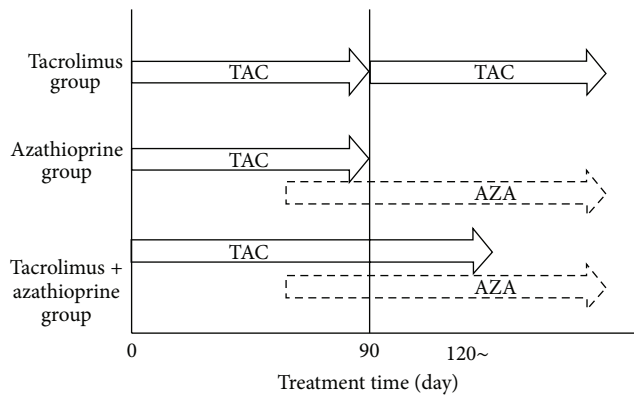 Tacrolimus
group
TAC
TAC
Azathioprine
group
TAC
AZA
Tacrolimus +
azathioprine
group
TAC
AZA
0
90
120~
Treatment time (day)